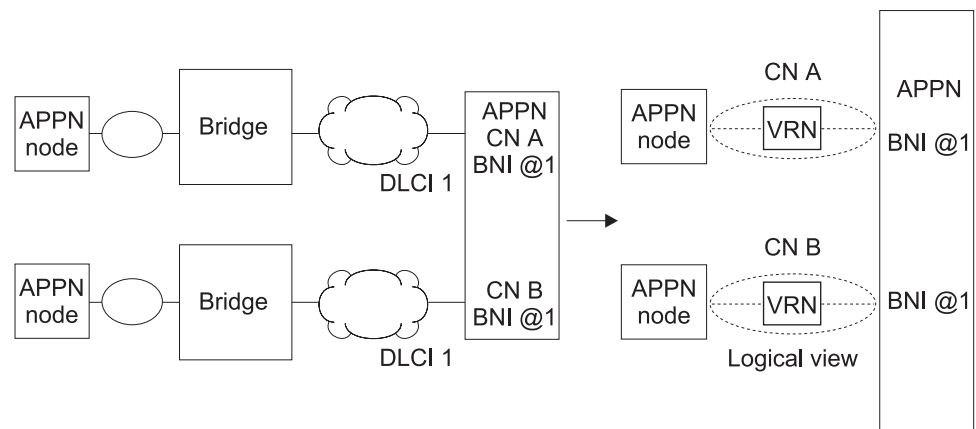 APPN
node
Bridge
DLCI 1
APPN
CN A
BNI @1
APPN
node
Bridge
DLCI 1
CN B
BNI @1
CN A
APPN
node
VRN
APPN
BNI @1
CN B
APPN
node
VRN
BNI @1
Logical view